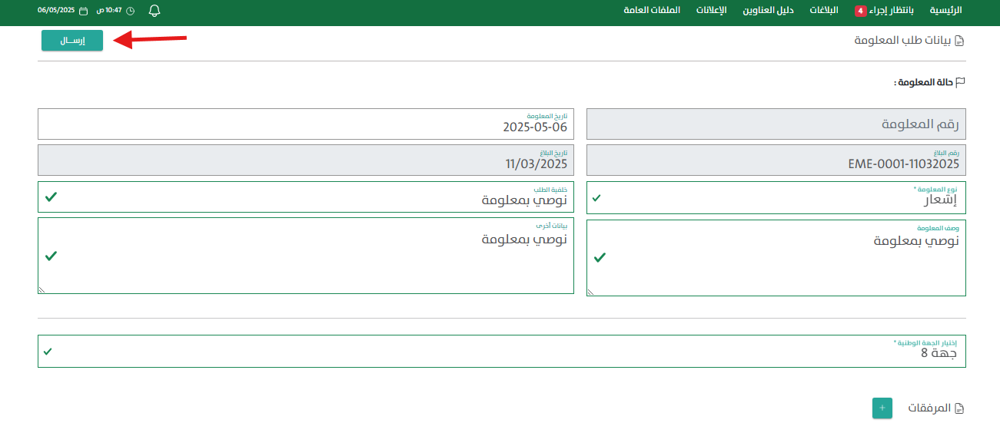 الرئيسية بانتظار إجراء 4 البلاغات دليل العناوين الإعلانات الملفات العامة 10:47 ص 06/05/2025
بيانات طلب المعلومة إرســـال
حالة المعلومة :
رقم المعلومة
تاريخ المعلومة
2025-05-06
رقم البلاغ
EME-0001-11032025
تاريخ البلاغ
11/03/2025
نوع المعلومة *
إشعار
خلفية الطلب
نوصي بمعلومة
وصف المعلومة
نوصي بمعلومة
بيانات أخرى
نوصي بمعلومة
إختيار الجهة الوطنية *
جهة 8
المرفقات +